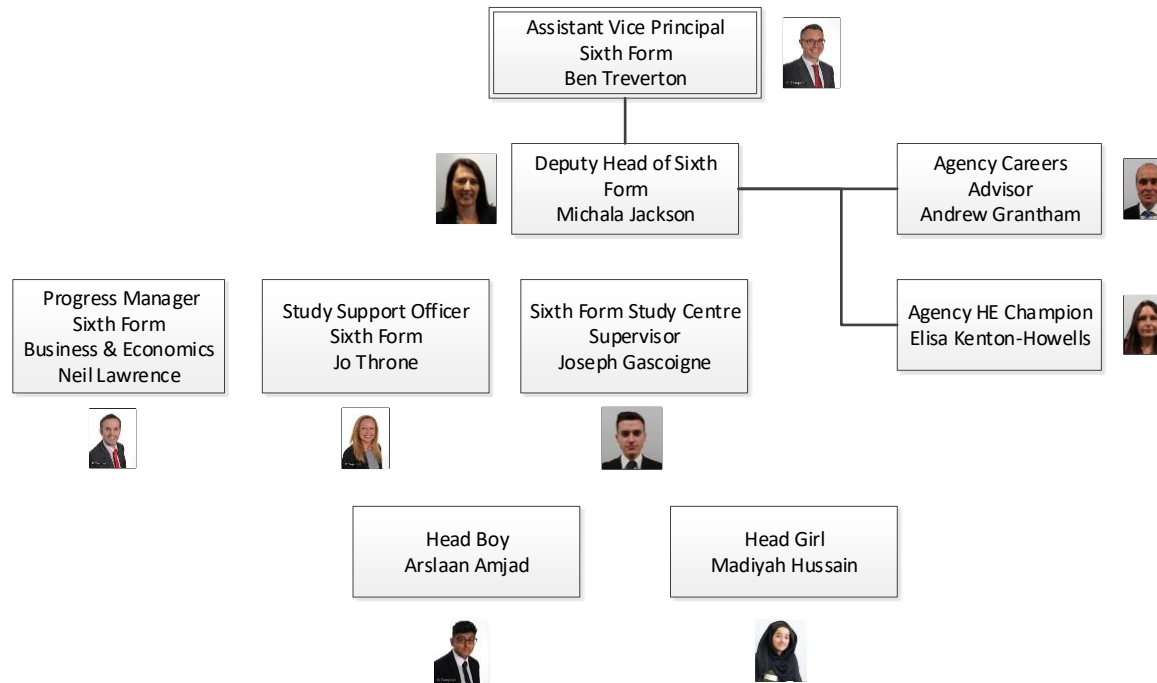 Assistant Vice Principal
Sixth Form
Ben Treverton
Deputy Head of Sixth
Form
Michala Jackson
Agency Careers
Advisor
Andrew Grantham
Progress Manager
Sixth Form
Business & Economics
Neil Lawrence
Study Support Officer
Sixth Form
Jo Throne
Sixth Form Study Centre
Supervisor
Joseph Gascoigne
Agency HE Champion
Elisa Kenton-Howells
Head Boy
Arslaan Amjad
Head Girl
Madiyah Hussain